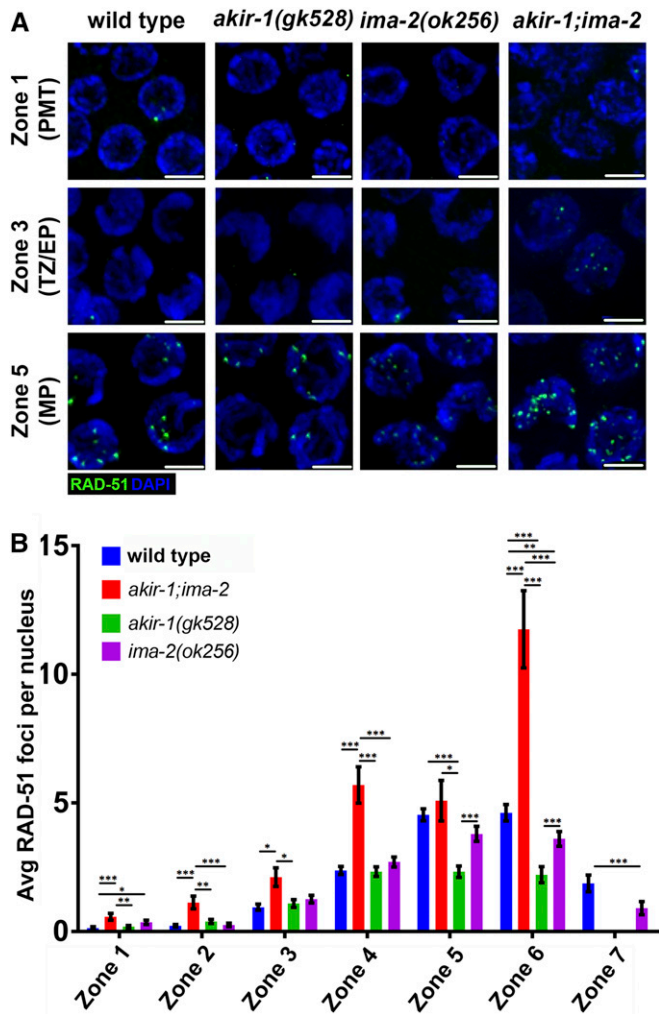 A
wild type akir-1(gk528) ima-2(ok256) akir-1;ima-2
Zone 1
(PMT)
Zone 3
(TZ/EP)
Zone 5
(MP)
RAD-51 DAPI
B
Avg RAD-51 foci per nucleus
15
10
5
0
wild type
akir-1;ima-2
akir-1(gk528)
ima-2(ok256)
***
*
**
***
***
**
*
*
***
***
***
***
*
***
***
**
***
***
***
***
***
Zone 1 Zone 2 Zone 3 Zone 4 Zone 5 Zone 6 Zone 7